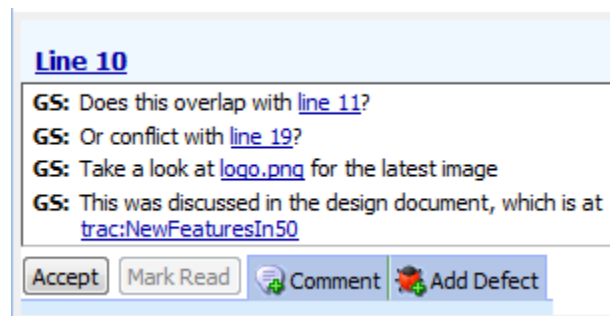 Line 10
GS: Does this overlap with line 11?
GS: Or conflict with line 19?
GS: Take a look at logo.png for the latest image
GS: This was discussed in the design document, which is at
trac:NewFeaturesIn50
Accept Mark Read Comment Add Defect